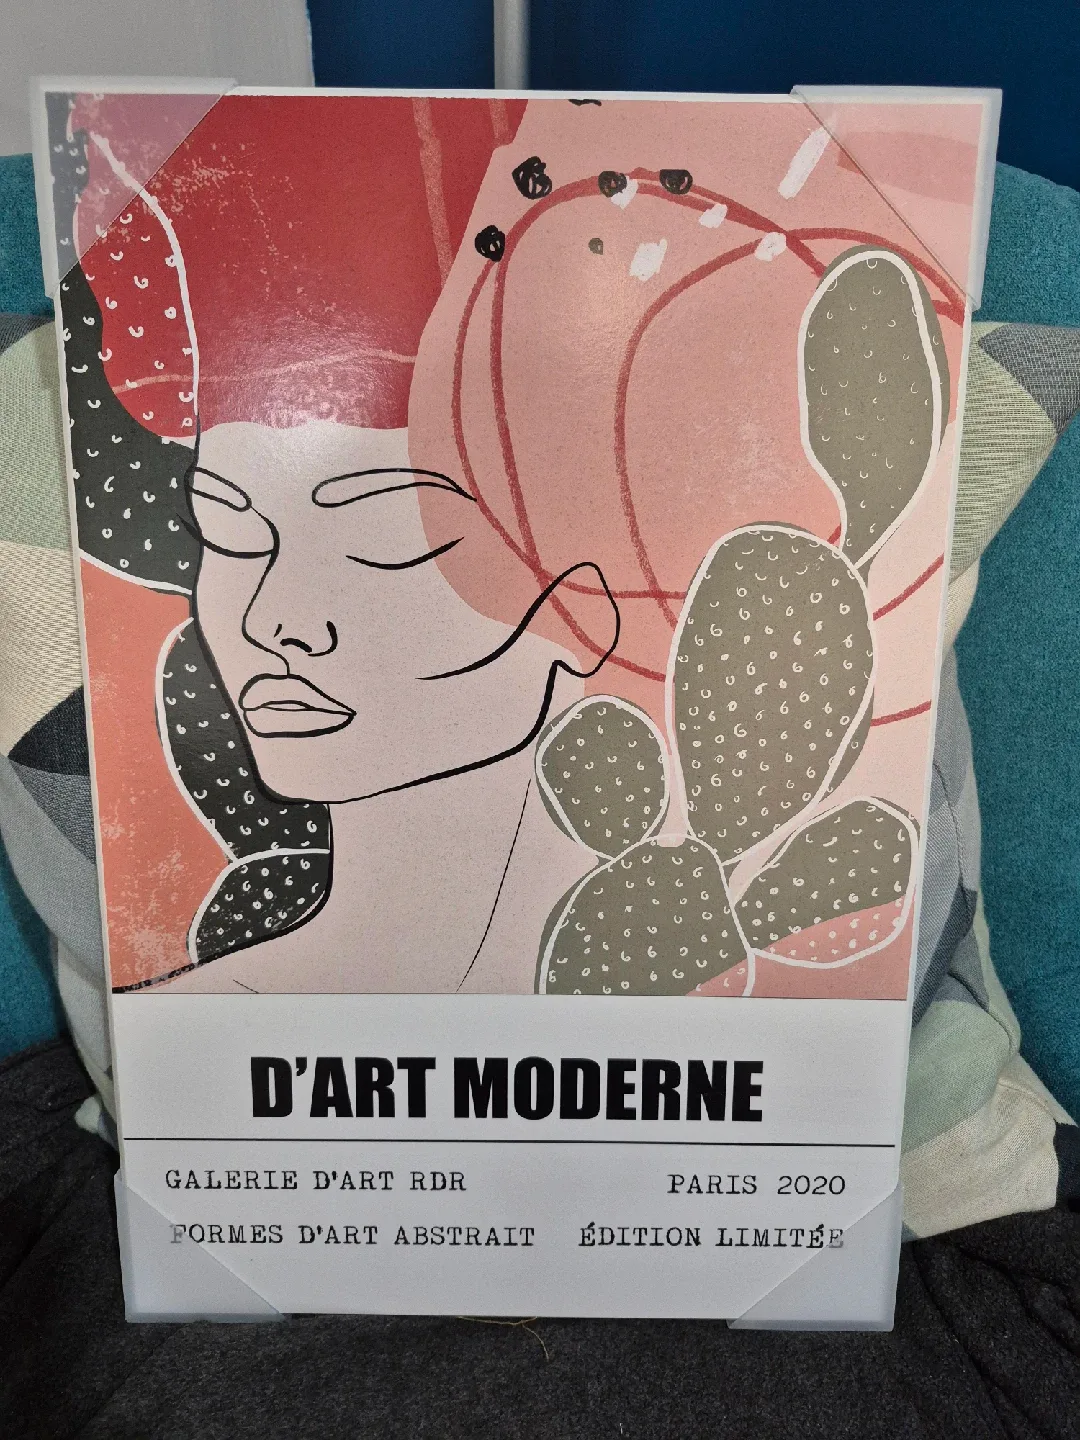 D'ART MODERNE
GALERIE D'ART RDR PARIS 2020
FORMES D'ART ABSTRAIT ÉDITION LIMITÉE